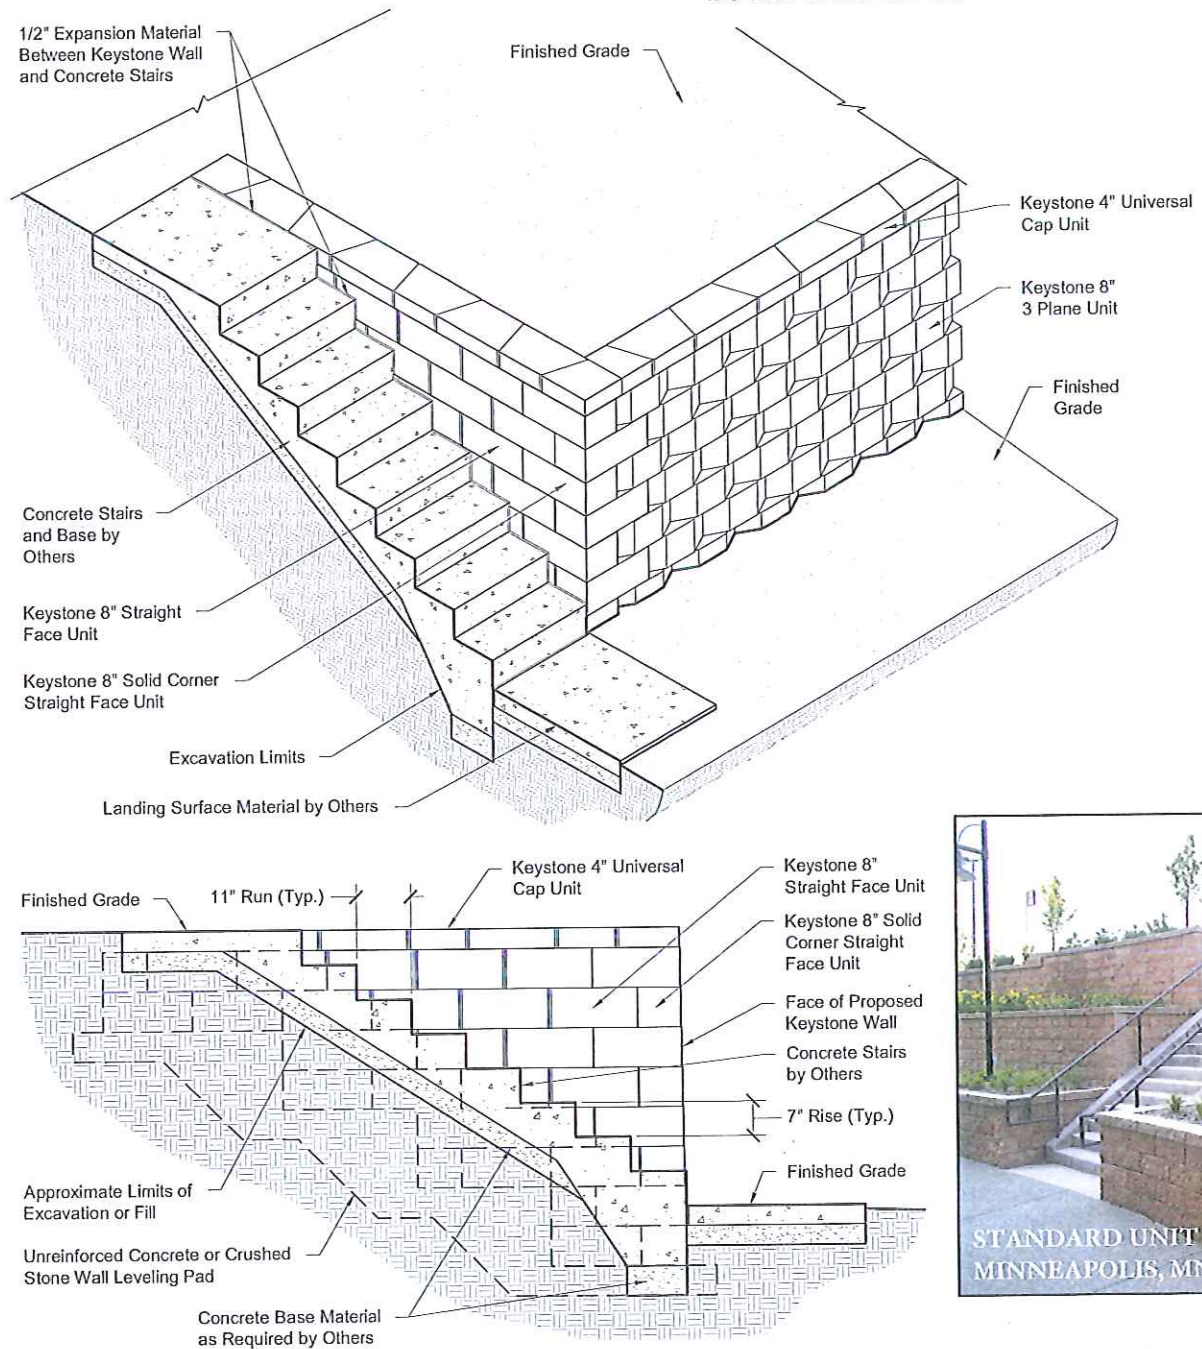 1/2" Expansion Material
Between Keystone Wall
and Concrete Stairs
Finished Grade
Keystone 4" Universal
Cap Unit
Keystone 8"
3 Plane Unit
Finished
Grade
Concrete Stairs
and Base by
Others
Keystone 8" Straight
Face Unit
Keystone 8" Solid Corner
Straight Face Unit
Excavation Limits
Landing Surface Material by Others
Finished Grade
11" Run (Typ.)
Keystone 4" Universal
Cap Unit
Keystone 8"
Straight Face Unit
Keystone 8" Solid
Corner Straight
Face Unit
Face of Proposed
Keystone Wall
Concrete Stairs
by Others
7" Rise (Typ.)
Finished Grade
Approximate Limits of
Excavation or Fill
Unreinforced Concrete or Crushed
Stone Wall Leveling Pad
Concrete Base Material
as Required by Others
STANDARD UNIT
MINNEAPOLIS, MN